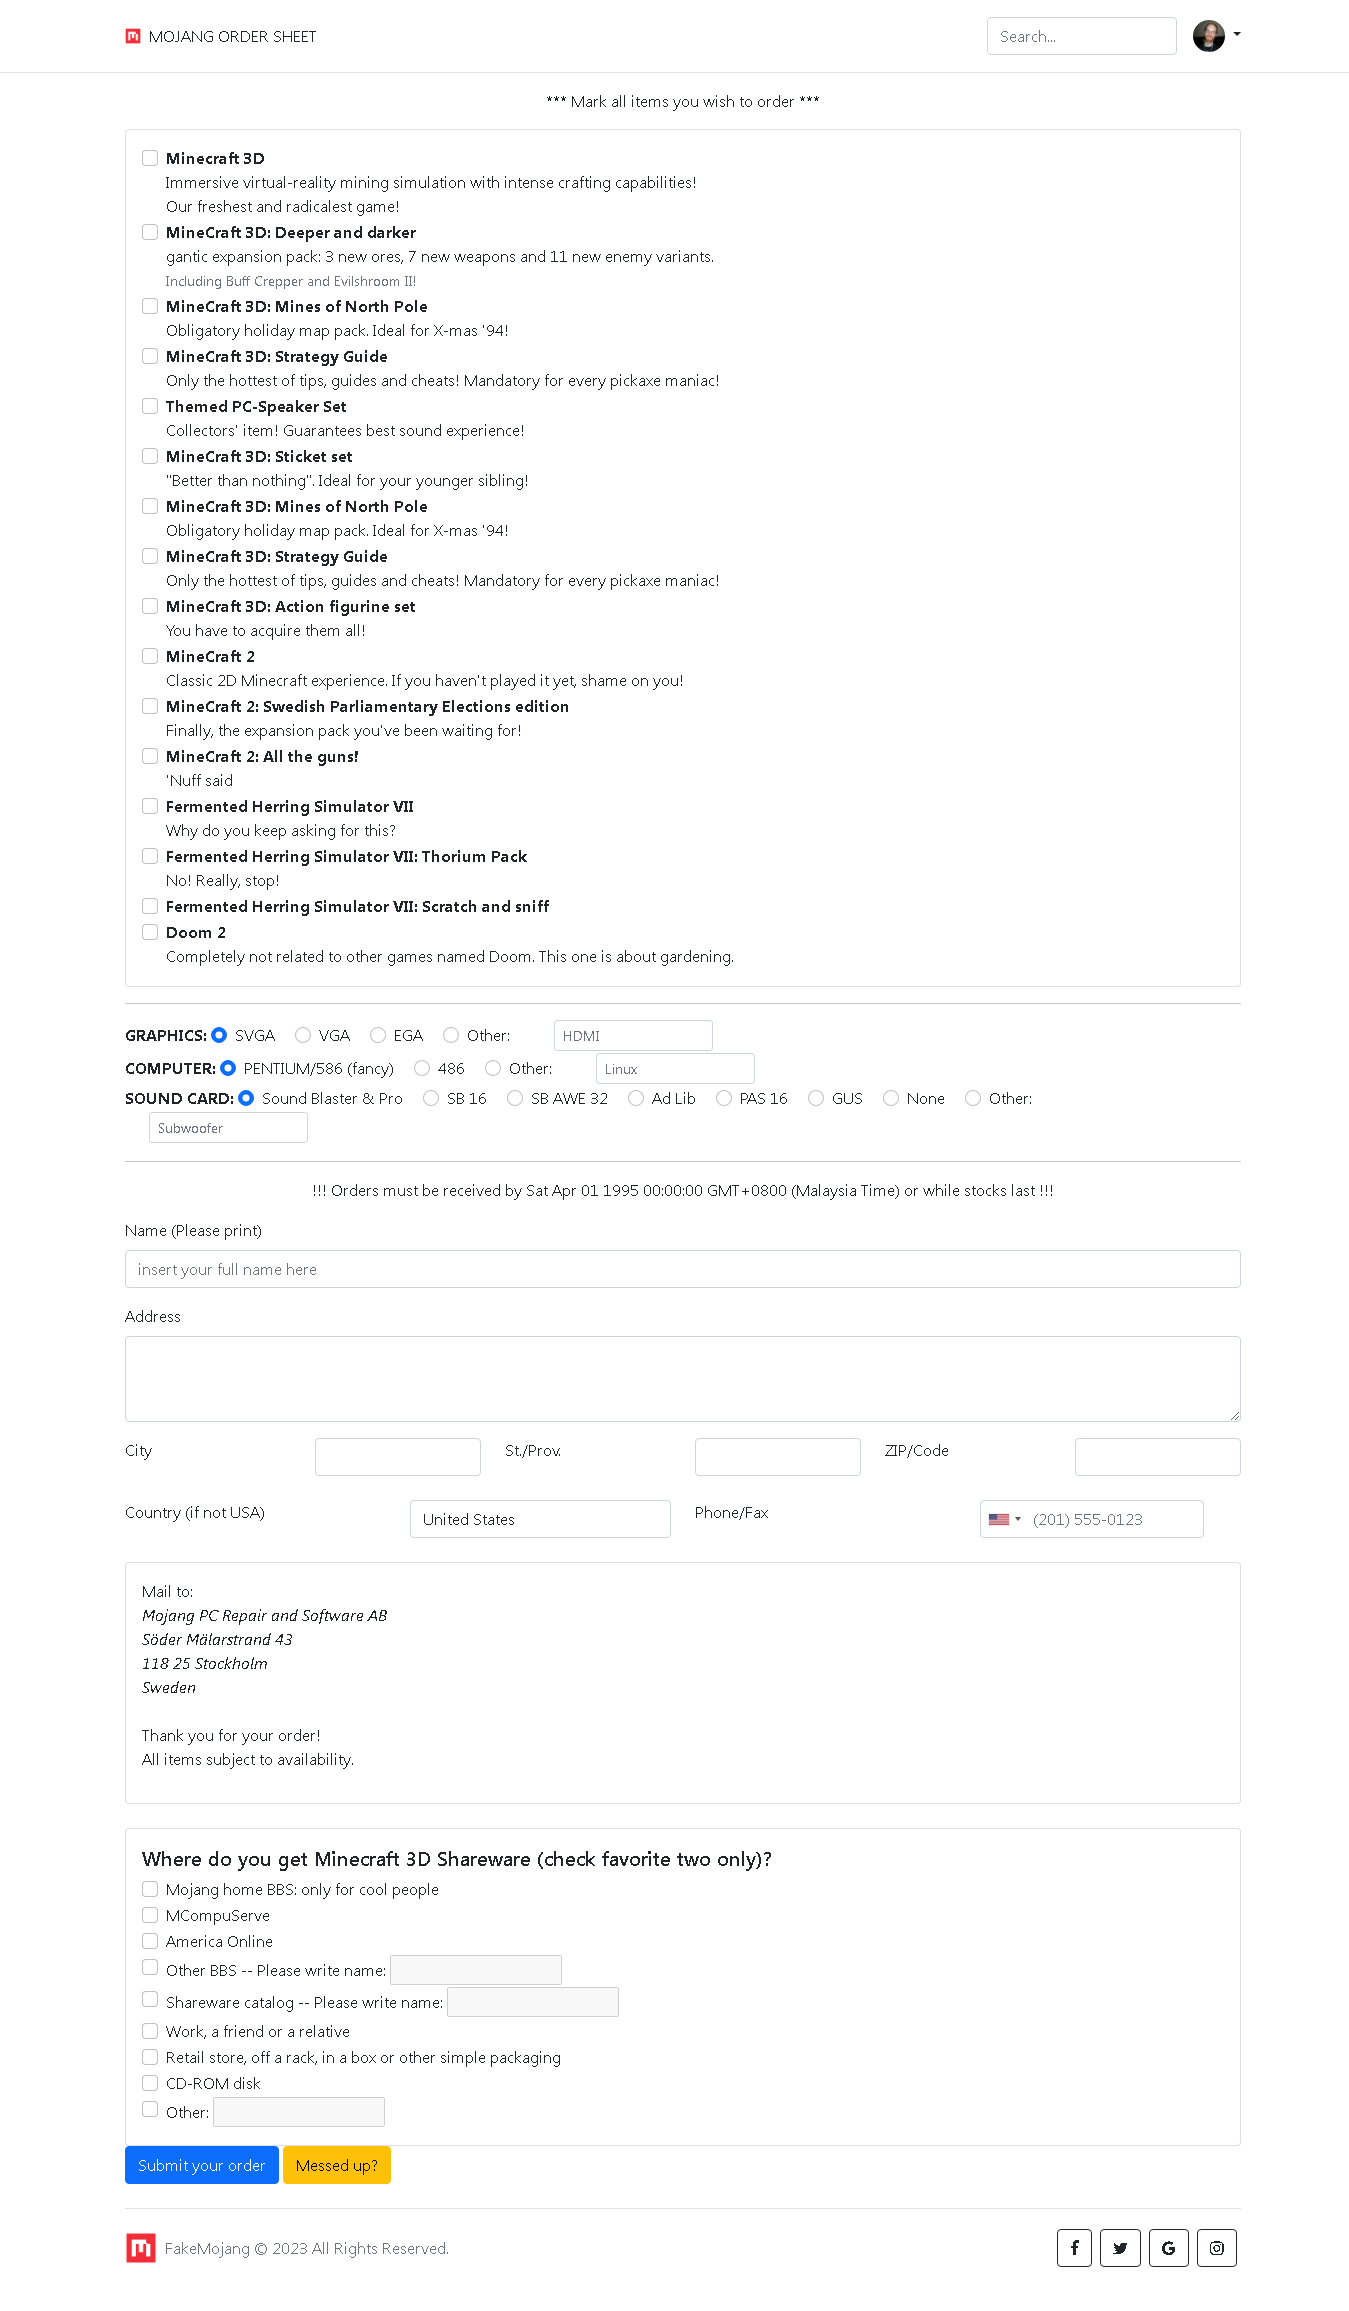 MOJANG ORDER SHEET
Search...
*** Mark all items you wish to order ***
Minecraft 3D
Immersive virtual-reality mining simulation with intense crafting capabilities!
Our freshest and radicalest game!
MineCraft 3D: Deeper and darker
gantic expansion pack: 3 new ores, 7 new weapons and 11 new enemy variants.
Including Buff Crepper and Evilshroom II!
MineCraft 3D: Mines of North Pole
Obligatory holiday map pack. Ideal for X-mas '94!
MineCraft 3D: Strategy Guide
Only the hottest of tips, guides and cheats! Mandatory for every pickaxe maniac!
Themed PC-Speaker Set
Collectors' item! Guarantees best sound experience!
MineCraft 3D: Sticket set
"Better than nothing". Ideal for your younger sibling!
MineCraft 3D: Mines of North Pole
Obligatory holiday map pack. Ideal for X-mas '94!
MineCraft 3D: Strategy Guide
Only the hottest of tips, guides and cheats! Mandatory for every pickaxe maniac!
MineCraft 3D: Action figurine set
You have to acquire them all!
MineCraft 2
Classic 2D Minecraft experience. If you haven't played it yet, shame on you!
MineCraft 2: Swedish Parliamentary Elections edition
Finally, the expansion pack you've been waiting for!
MineCraft 2: All the guns!
'Nuff said
Fermented Herring Simulator VII
Why do you keep asking for this?
Fermented Herring Simulator VII: Thorium Pack
No! Really, stop!
Fermented Herring Simulator VII: Scratch and sniff
Doom 2
Completely not related to other games named Doom. This one is about gardening.
GRAPHICS: SVGA VGA EGA Other: HDMI
COMPUTER: PENTIUM/586 (fancy) 486 Other: Linux
SOUND CARD: Sound Blaster & Pro SB 16 SB AWE 32 Ad Lib PAS 16 GUS None Other:
Subwoofer
!!! Orders must be received by Sat Apr 01 1995 00:00:00 GMT+0800 (Malaysia Time) or while stocks last !!!
Name (Please print)
insert your full name here
Address
City St./Prov. ZIP/Code
Country (if not USA) United States Phone/Fax (201) 555-0123
Mail to:
Mojang PC Repair and Software AB
Söder Mälarstrand 43
118 25 Stockholm
Sweden
Thank you for your order!
All items subject to availability.
Where do you get Minecraft 3D Shareware (check favorite two only)?
Mojang home BBS: only for cool people
MCompuServe
America Online
Other BBS -- Please write name:
Shareware catalog -- Please write name:
Work, a friend or a relative
Retail store, off a rack, in a box or other simple packaging
CD-ROM disk
Other:
Submit your order Messed up?
FakeMojang © 2023 All Rights Reserved.